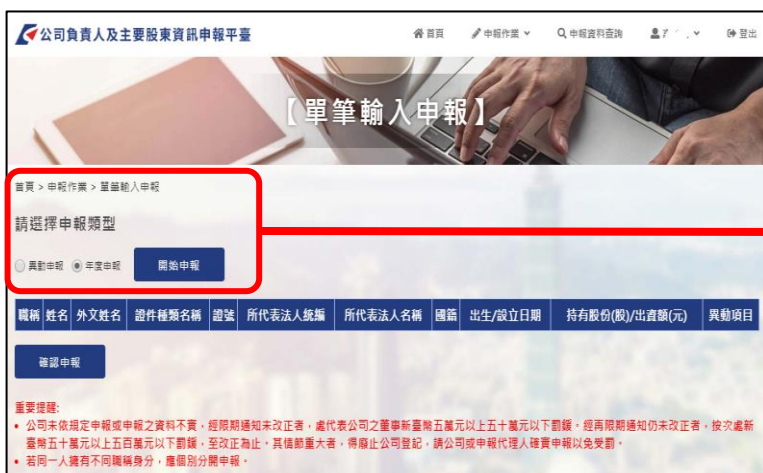 公司負責人及主要股東資訊申報平臺
首頁
申報作業
申報資料查詢
登出
【單筆輸入申報】
首頁 > 申報作業 > 單筆輸入申報
請選擇申報類型
異動申報 年度申報 開始申報
職稱 姓名 外文姓名 證件種類名稱 證號 所代表法人統編 所代表法人名稱 國籍 出生/設立日期 持有股份(股)/出資額(元) 異動項目
確認申報
重要提醒:
• 公司未依規定申報或申報之資料不實，經限期通知未改正者，處代表公司之董事新臺幣五萬元以上五十萬元以下罰鍰。經再限期通知仍未改正者，按次處新
臺幣五十萬元以上五百萬元以下罰鍰，至改正為止。其情節重大者，得廢止公司登記，請公司或申報代理人確實申報以免受罰。
• 若同一人擁有不同職稱身分，應個別分開申報。